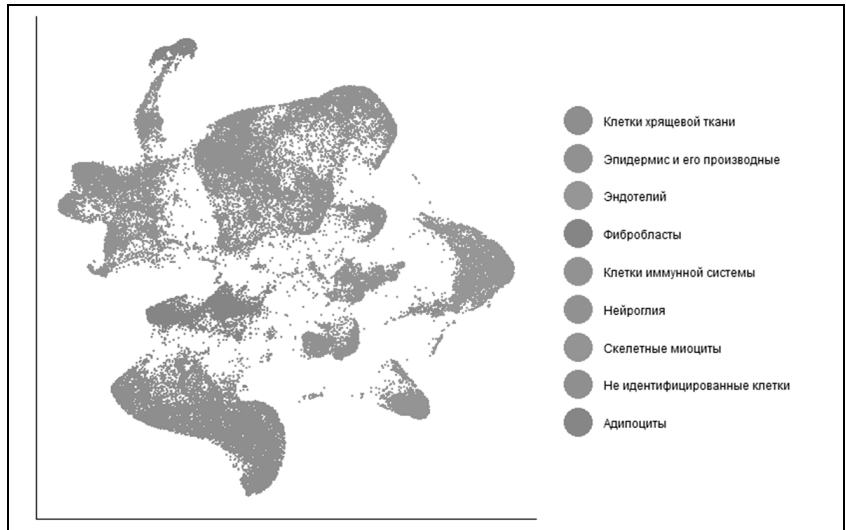 Клетки хрящевой ткани
Эпидермис и его производные
Эндотелий
Фибробласты
Клетки иммунной системы
Нейроглия
Скелетные миоциты
Не идентифицированные клетки
Адипоциты